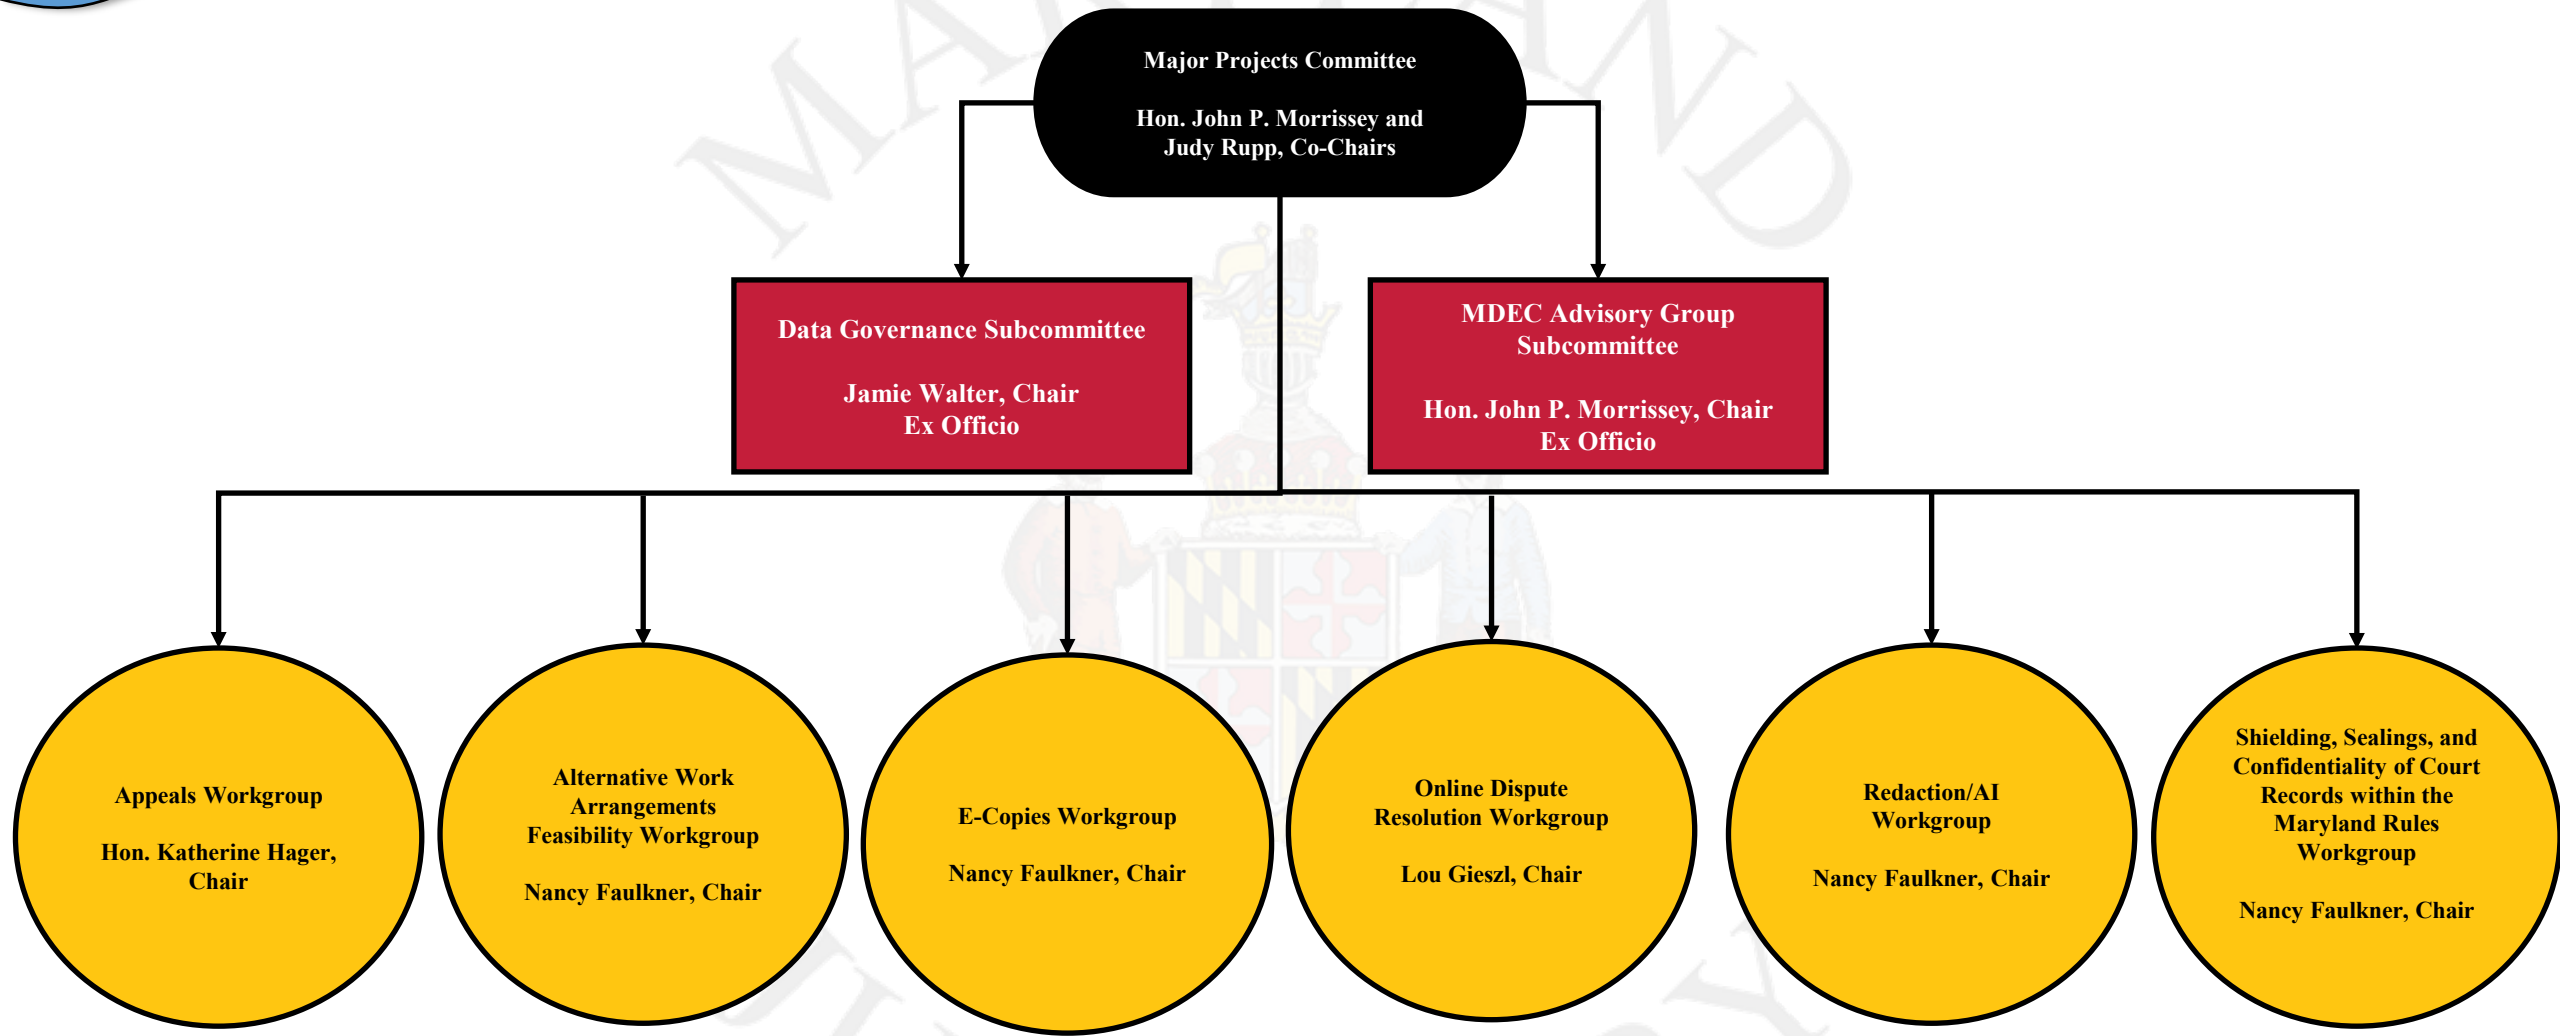 Major Projects Committee
Hon. John P. Morrissey and
Judy Rupp, Co-Chairs
Data Governance Subcommittee
Jamie Walter, Chair
Ex Officio
MDEC Advisory Group
Subcommittee
Hon. John P. Morrissey, Chair
Ex Officio
Appeals Workgroup
Hon. Katherine Hager,
Chair
Alternative Work
Arrangements
Feasibility Workgroup
Nancy Faulkner, Chair
E-Copies Workgroup
Nancy Faulkner, Chair
Online Dispute
Resolution Workgroup
Lou Gieszl, Chair
Redaction/AI
Workgroup
Nancy Faulkner, Chair
Shielding, Sealings, and
Confidentiality of Court
Records within the
Maryland Rules
Workgroup
Nancy Faulkner, Chair